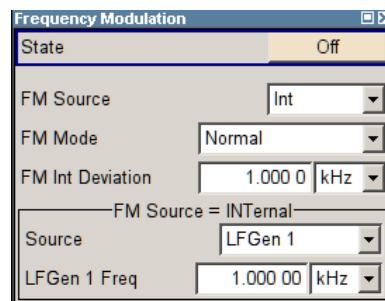 Frequency Modulation
State Off
FM Source Int
FM Mode Normal
FM Int Deviation 1.000 0 kHz
FM Source = INTernal
Source LFGen 1
LFGen 1 Freq 1.000 00 kHz